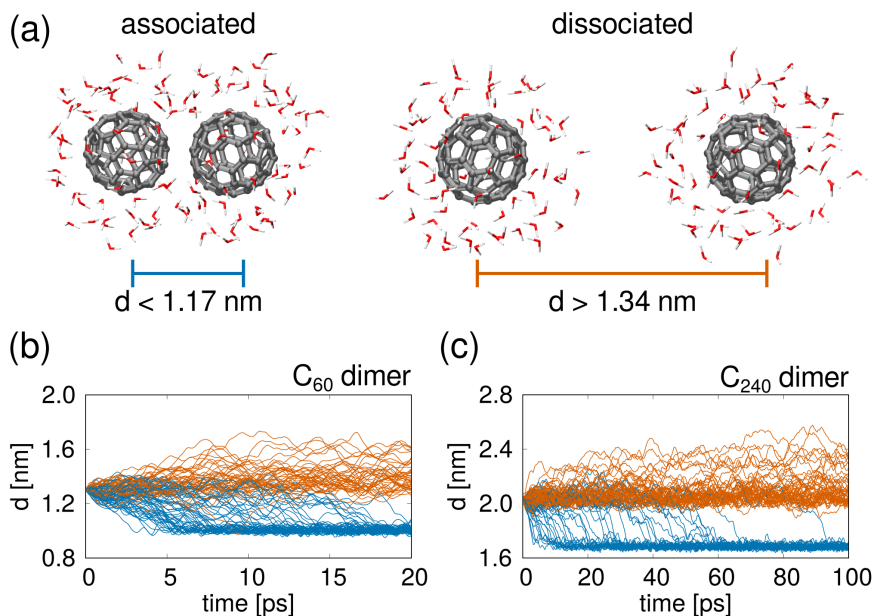 (a)
associated
dissociated
d < 1.17 nm
d > 1.34 nm
(b)
C₆₀ dimer
2.0
1.6
1.2
0.8
d [nm]
0 5 10 15 20
time [ps]
(c)
C₂₄₀ dimer
2.8
2.4
2.0
1.6
d [nm]
0 20 40 60 80 100
time [ps]